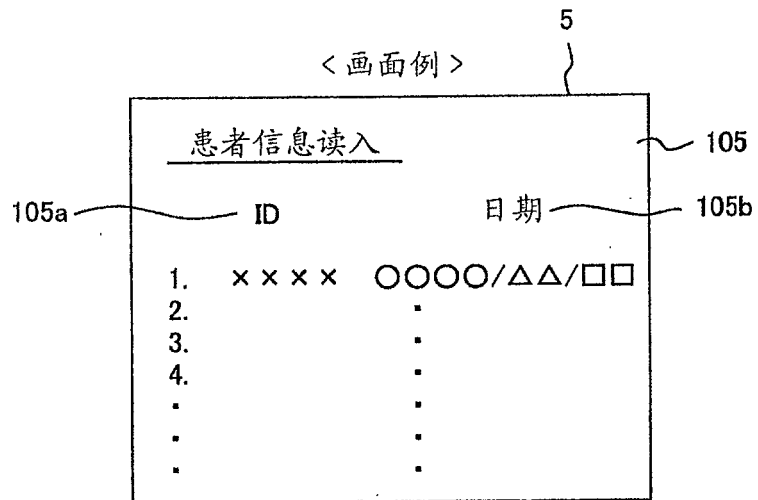 5
<画面例>
患者信息读入
105
105a
ID
日期
105b
1. ×××× ○○○○/△△/□□
2. ·
3. ·
4. ·
· ·
· ·
· ·